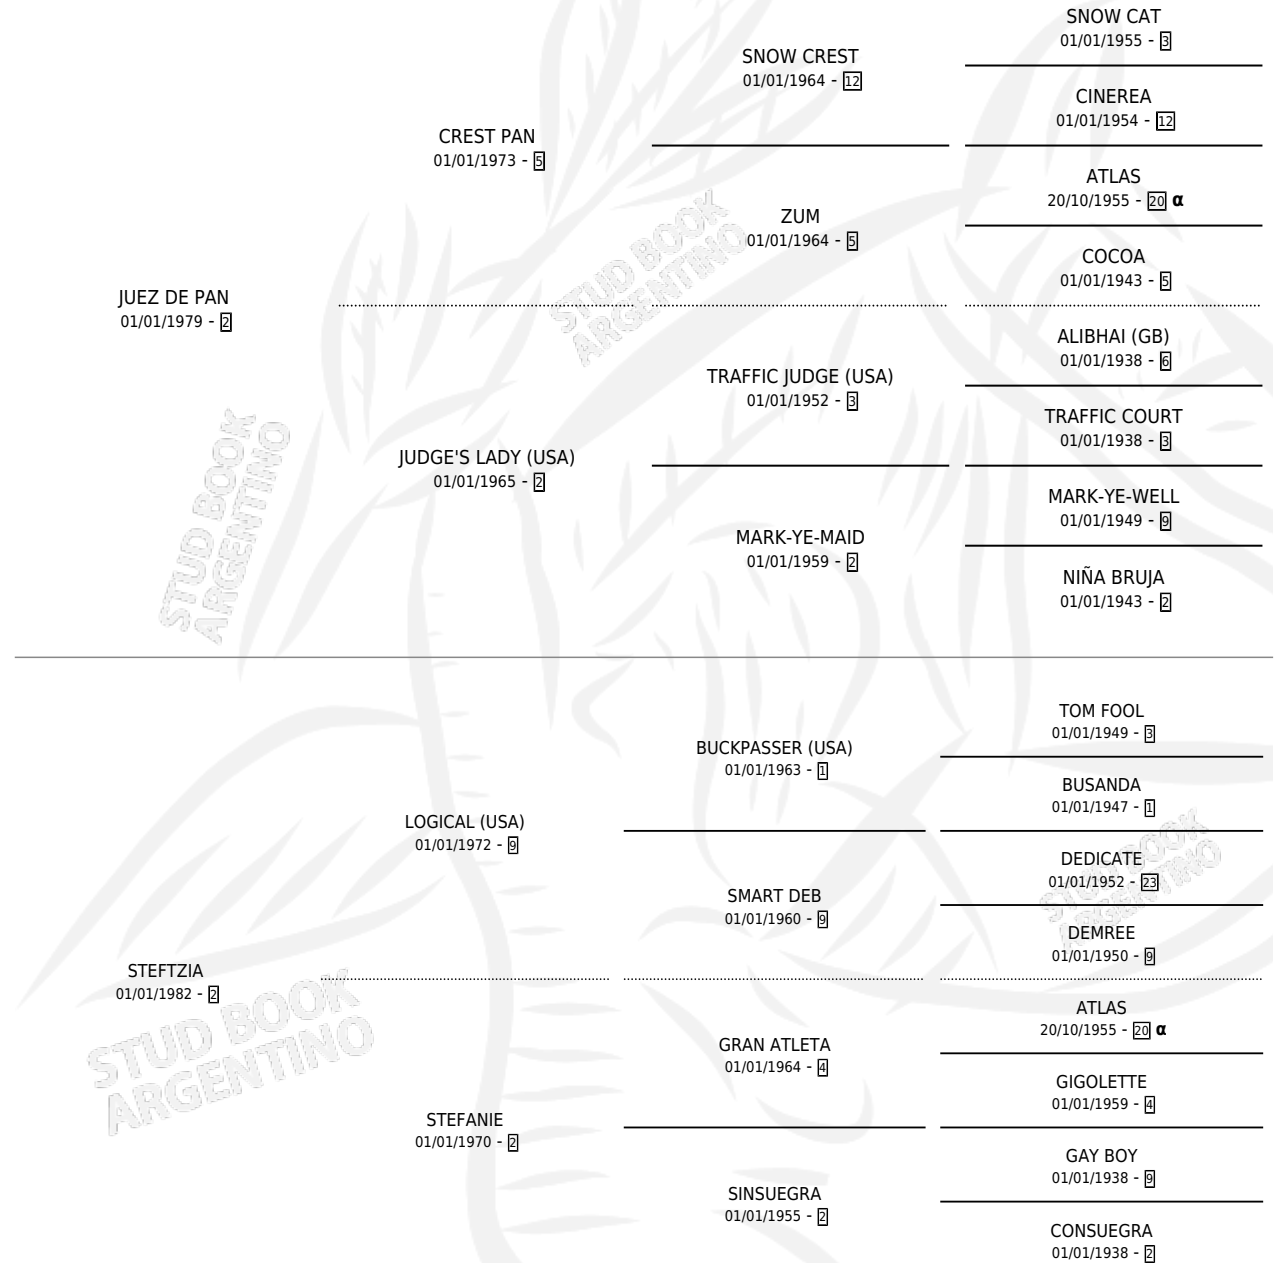 SNOW CAT
01/01/1955 - 3
SNOW CREST
01/01/1964 - 12
CINEREA
01/01/1954 - 12
CREST PAN
01/01/1973 - 5
ATLAS
20/10/1955 - 20 α
ZUM
01/01/1964 - 5
COCOA
01/01/1943 - 5
JUEZ DE PAN
01/01/1979 - 2
ALIBHAI (GB)
01/01/1938 - 6
TRAFFIC JUDGE (USA)
01/01/1952 - 3
TRAFFIC COURT
01/01/1938 - 3
JUDGE'S LADY (USA)
01/01/1965 - 2
MARK-YE-WELL
01/01/1949 - 9
MARK-YE-MAID
01/01/1959 - 2
NIÑA BRUJA
01/01/1943 - 2
TOM FOOL
01/01/1949 - 3
BUCKPASSER (USA)
01/01/1963 - 1
BUSANDA
01/01/1947 - 1
LOGICAL (USA)
01/01/1972 - 9
DEDICATE
01/01/1952 - 23
SMART DEB
01/01/1960 - 9
DEMREE
01/01/1950 - 9
STEFTZIA
01/01/1982 - 2
ATLAS
20/10/1955 - 20 α
GRAN ATLETA
01/01/1964 - 4
GIGOLETTE
01/01/1959 - 4
STEFANIE
01/01/1970 - 2
GAY BOY
01/01/1938 - 9
SINSUEGRA
01/01/1955 - 2
CONSUEGRA
01/01/1938 - 2
STUD BOOK
ARGENTINO
STUD BOOK
ARGENTINO
STUD BOOK
ARGENTINO
STUD BOOK
ARGENTINO